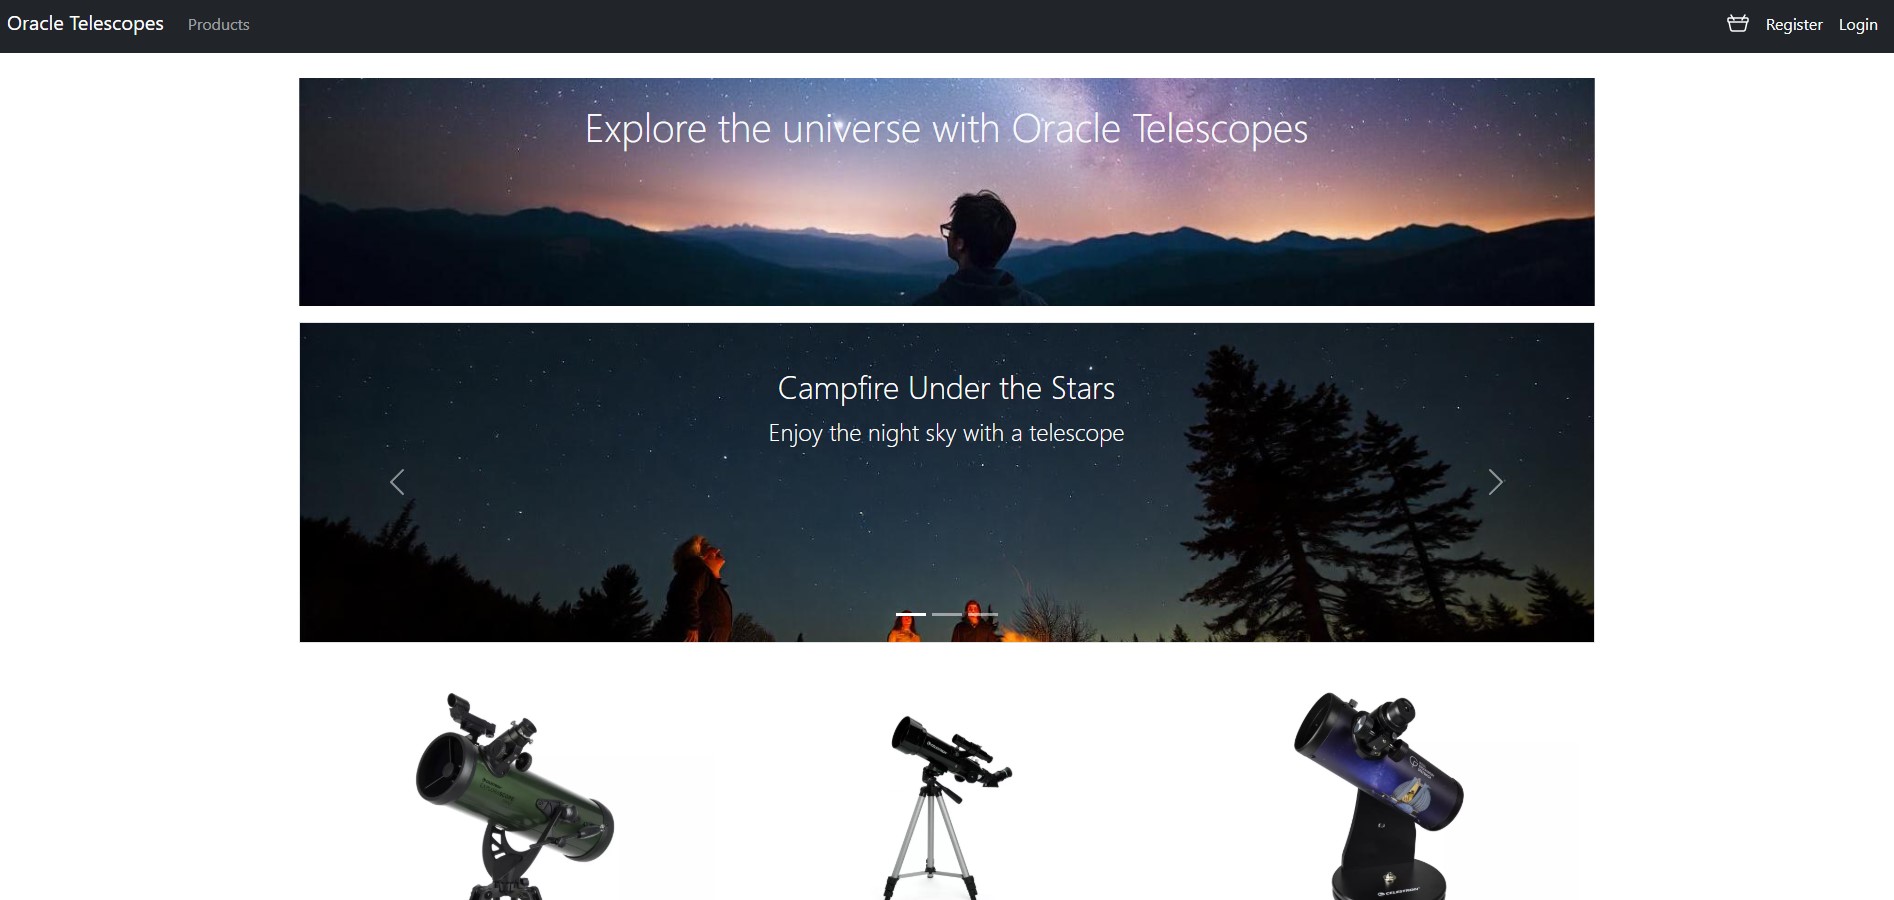 Oracle Telescopes Products Register Login
Explore the universe with Oracle Telescopes
Campfire Under the Stars
Enjoy the night sky with a telescope
CELESTRON